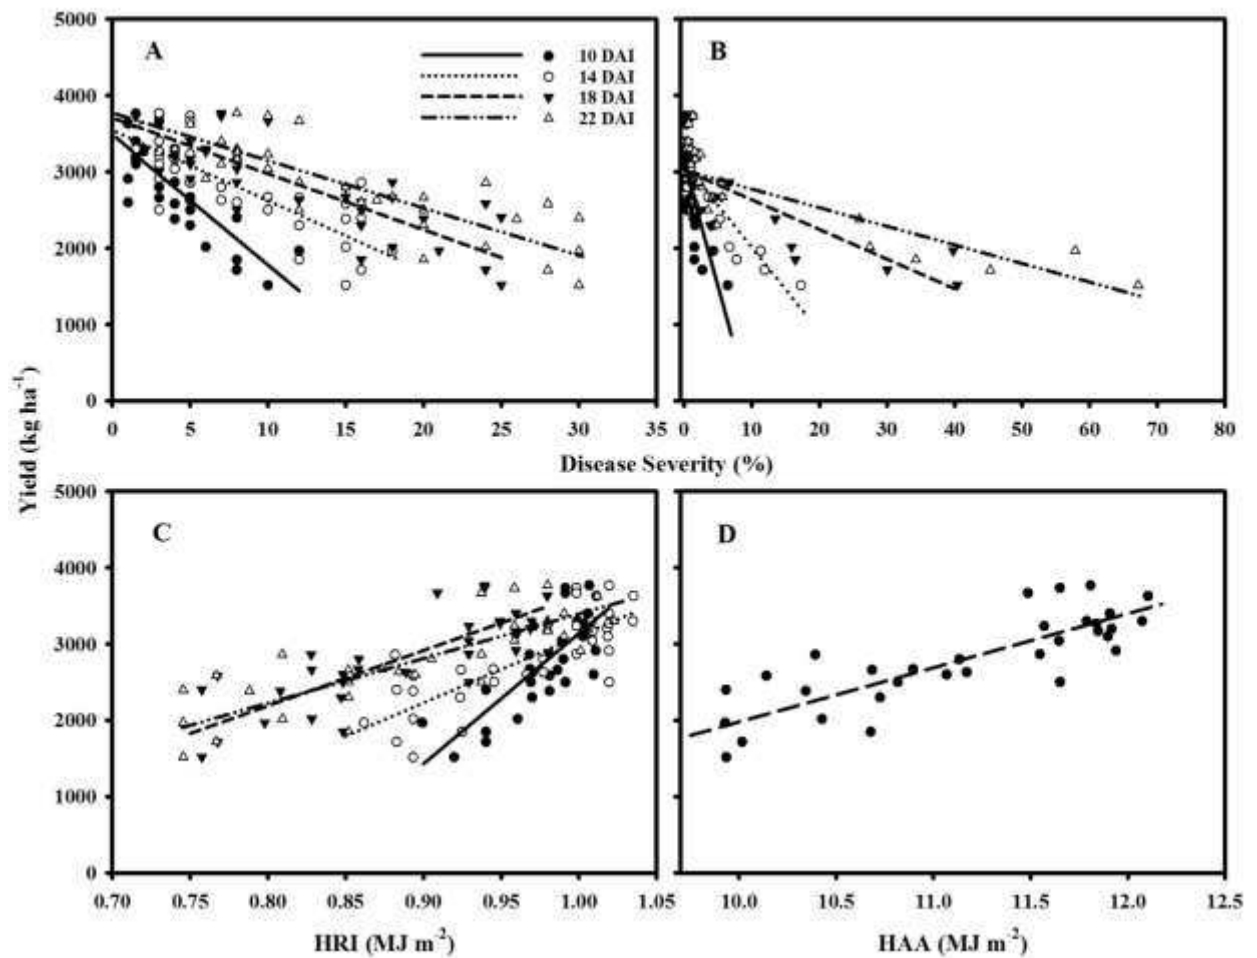 A
10 DAI
14 DAI
18 DAI
22 DAI
B
5000
4000
3000
2000
1000
0
0 5 10 15 20 25 30 35
0 10 20 30 40 50 60 70 80
Disease Severity (%)
Yield (kg ha⁻¹)
C
D
5000
4000
3000
2000
1000
0
0.70 0.75 0.80 0.85 0.90 0.95 1.00 1.05
10.0 10.5 11.0 11.5 12.0 12.5
HRI (MJ m⁻²)
HAA (MJ m⁻²)